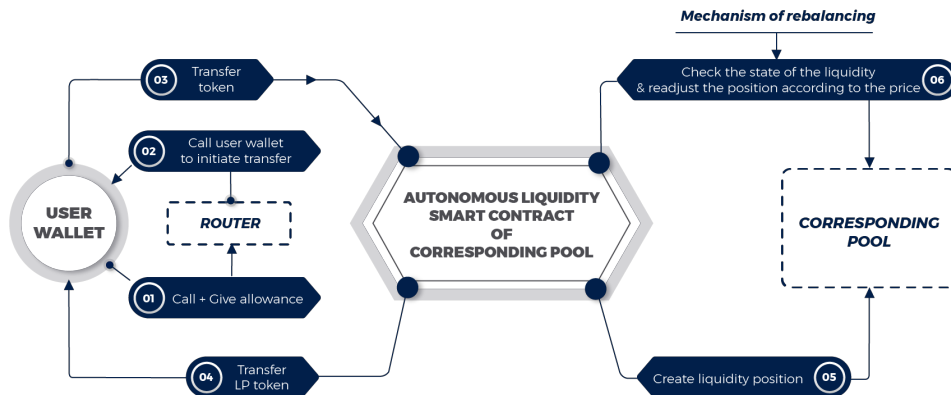 Mechanism of rebalancing
03
Transfer
token
Check the state of the liquidity
& readjust the position according to the price
06
02
Call user wallet
to initiate transfer
USER
WALLET
ROUTER
AUTONOMOUS LIQUIDITY
SMART CONTRACT
OF
CORRESPONDING POOL
CORRESPONDING
POOL
01
Call + Give allowance
04
Transfer
LP token
Create liquidity position
05